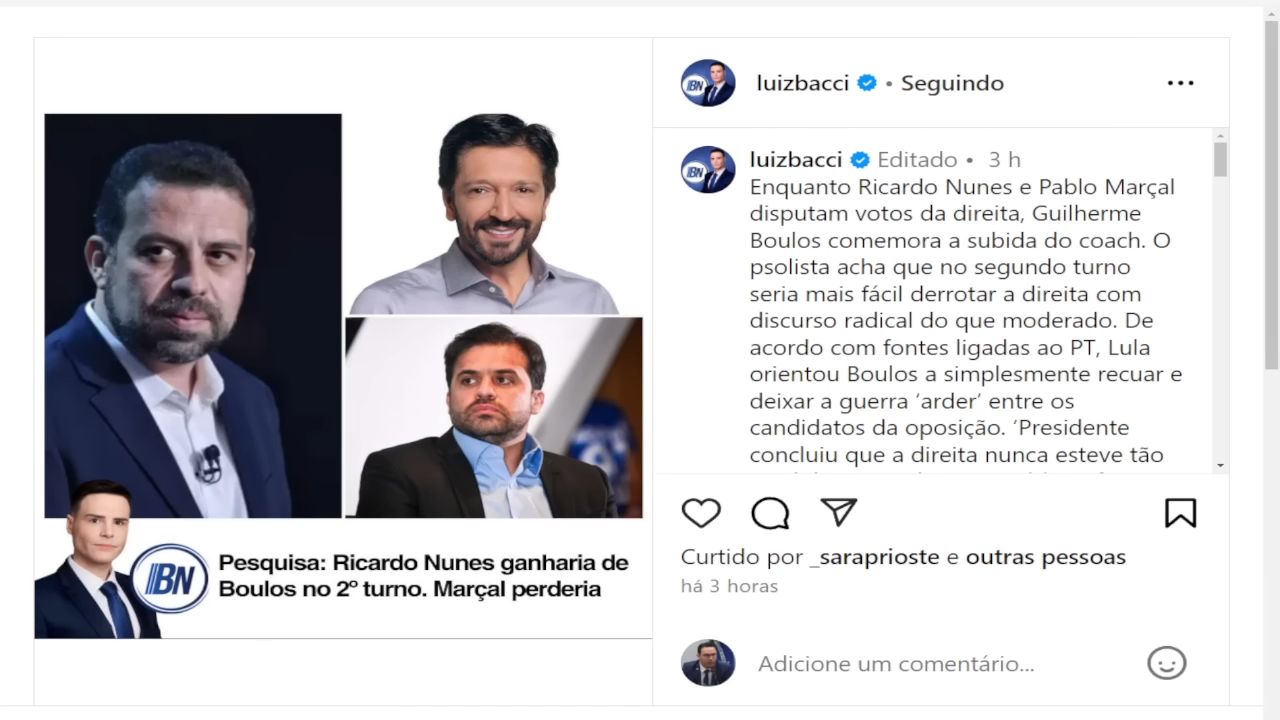 luizbacci • Seguindo
luizbacci Editado • 3 h
Enquanto Ricardo Nunes e Pablo Marçal
disputam votos da direita, Guilherme
Boulos comemora a subida do coach. O
psolista acha que no segundo turno
seria mais fácil derrotar a direita com
discurso radical do que moderado. De
acordo com fontes ligadas ao PT, Lula
orientou Boulos a simplesmente recuar e
deixar a guerra ‘arder’ entre os
candidatos da oposição. ‘Presidente
concluiu que a direita nunca esteve tão
BN
Pesquisa: Ricardo Nunes ganharia de
Boulos no 2º turno. Marçal perderia
Curtido por _saraprioste e outras pessoas
há 3 horas
Adicione um comentário...